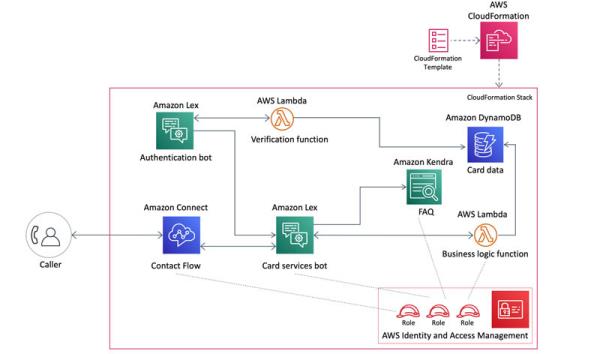 AWS
CloudFormation
CloudFormation
Template
CloudFormation Stack
Amazon Lex
Authentication bot
AWS Lambda
Verification function
Amazon DynamoDB
Card data
Amazon Kendra
FAQ
Amazon Connect
Contact Flow
Amazon Lex
Card services bot
AWS Lambda
Business logic function
Caller
Role
Role
Role
AWS Identity and Access Management